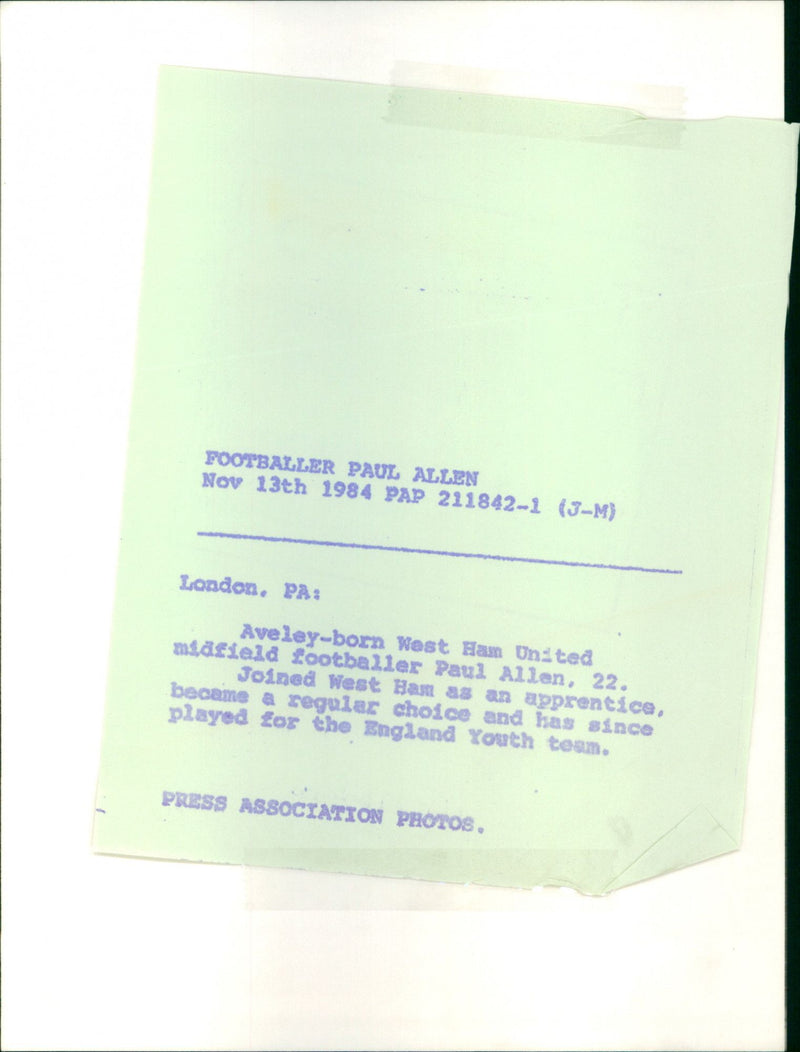 FOOTBALLER PAUL ALLEN
Nov 13th 1984 PAP 211842-1 (J-M)
London, PA:
Aveley-born West Ham United
midfield footballer Paul Allen, 22.
Joined West Ham as an apprentice,
became a regular choice and has since
played for the England Youth team.
PRESS ASSOCIATION PHOTOS.